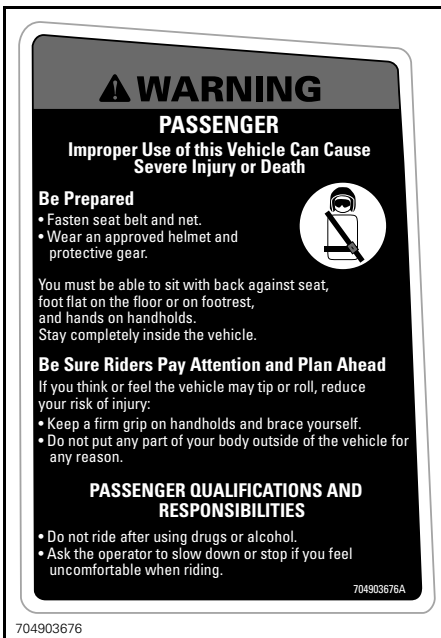 WARNING
PASSENGER
Improper Use of this Vehicle Can Cause
Severe Injury or Death
Be Prepared
• Fasten seat belt and net.
• Wear an approved helmet and
protective gear.
You must be able to sit with back against seat,
foot flat on the floor or on footrest,
and hands on handholds.
Stay completely inside the vehicle.
Be Sure Riders Pay Attention and Plan Ahead
If you think or feel the vehicle may tip or roll, reduce
your risk of injury:
• Keep a firm grip on handholds and brace yourself.
• Do not put any part of your body outside of the vehicle for
any reason.
PASSENGER QUALIFICATIONS AND
RESPONSIBILITIES
• Do not ride after using drugs or alcohol.
• Ask the operator to slow down or stop if you feel
uncomfortable when riding.
704903676A
704903676